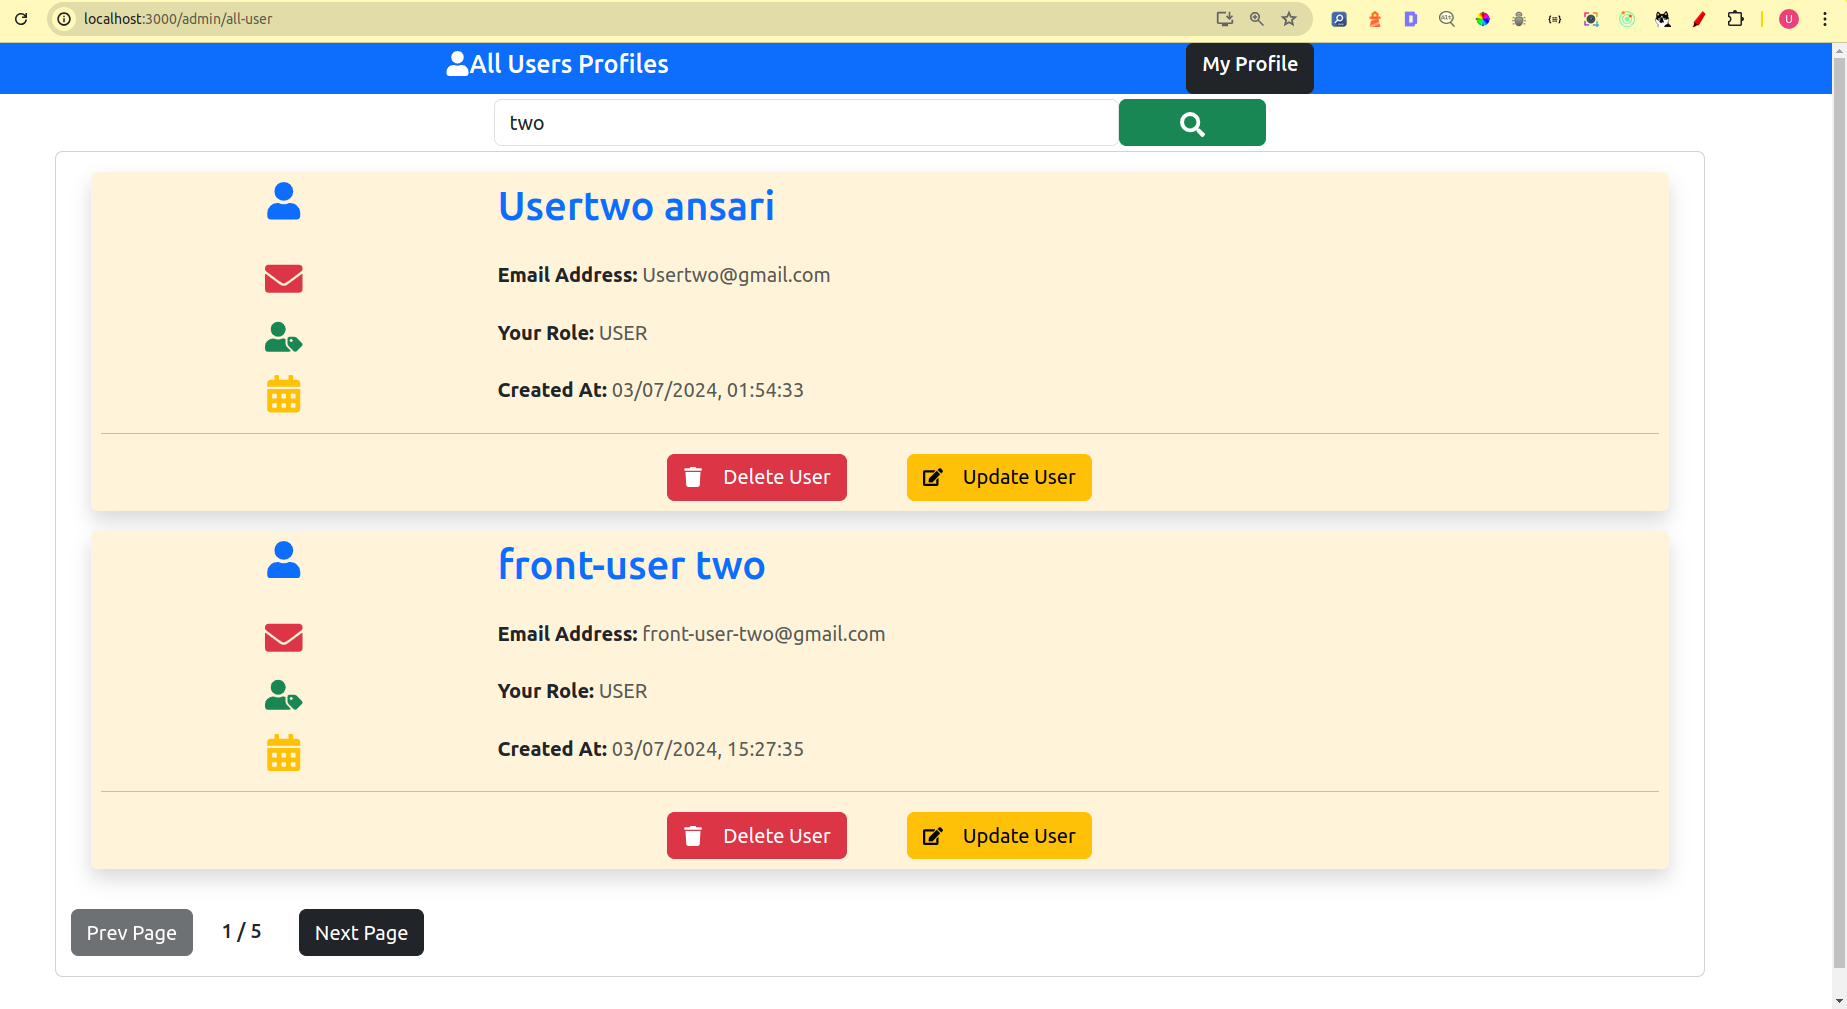 localhost:3000/admin/all-user
U
All Users Profiles
My Profile
two
Usertwo ansari
Email Address: Usertwo@gmail.com
Your Role: USER
Created At: 03/07/2024, 01:54:33
Delete User
Update User
front-user two
Email Address: front-user-two@gmail.com
Your Role: USER
Created At: 03/07/2024, 15:27:35
Delete User
Update User
Prev Page
1 / 5
Next Page